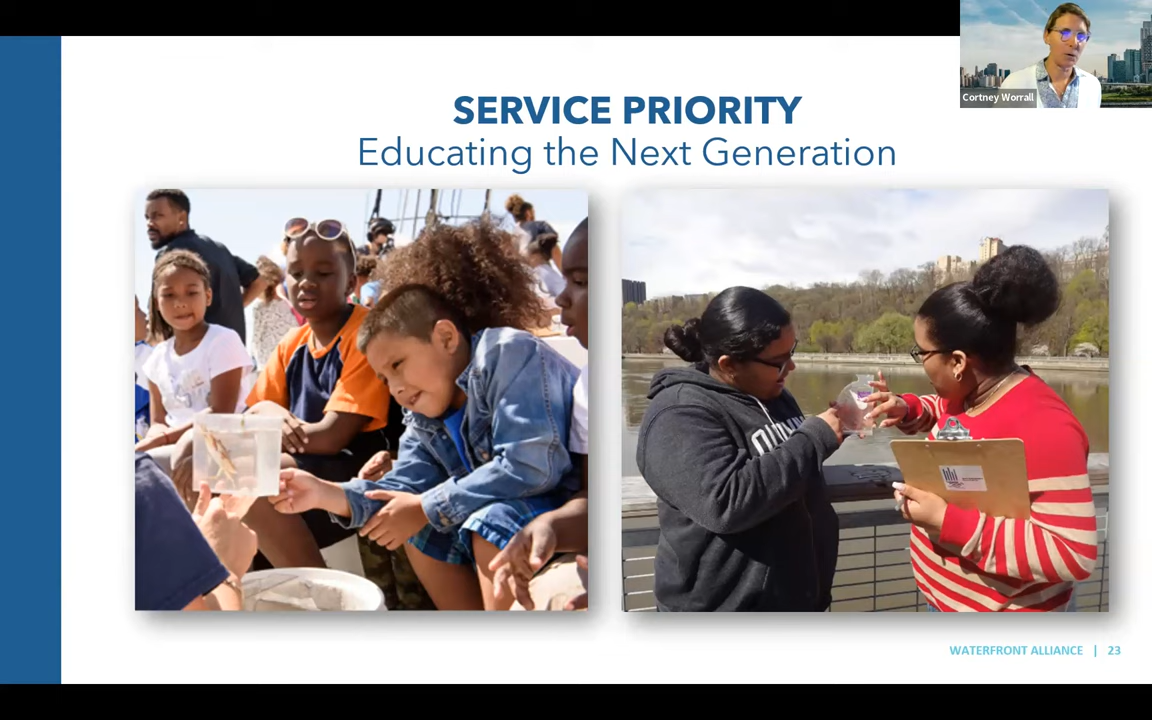 Cortney Worrall
SERVICE PRIORITY
Educating the Next Generation
WATERFRONT ALLIANCE | 23